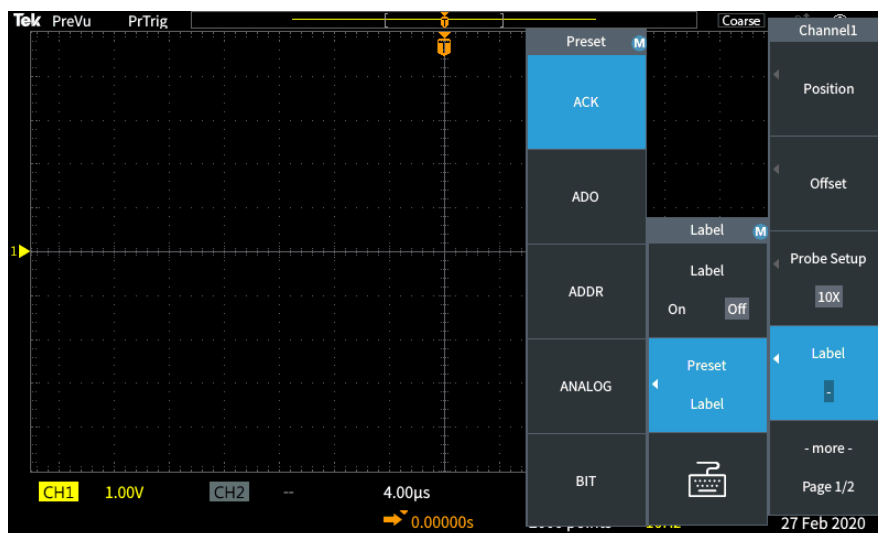 Tek PreVu PrTrig
Coarse
T
1
CH1 1.00V CH2 -- 4.00µs
0.00000s
27 Feb 2020
Preset M
ACK
ADO
ADDR
ANALOG
BIT
Label M
Label
On Off
Preset
Label
Channel1
Position
Offset
Probe Setup
10X
Label
-
- more -
Page 1/2